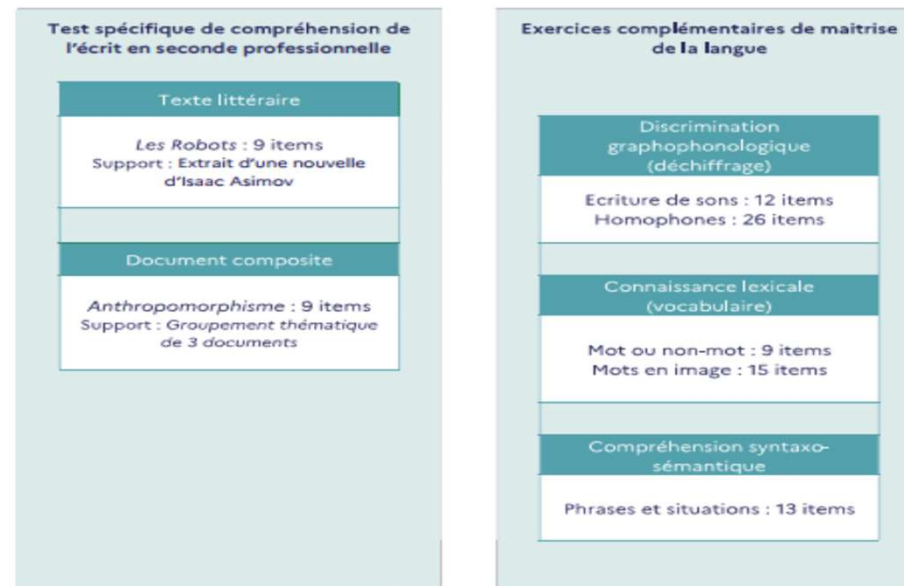 Test spécifique de compréhension de
l'écrit en seconde professionnelle
Texte littéraire
Les Robots : 9 items
Support : Extrait d'une nouvelle
d'Isaac Asimov
Document composite
Anthropomorphisme : 9 items
Support : Groupement thématique
de 3 documents
Exercices complémentaires de maitrise
de la langue
Discrimination
graphophonologique
(déchiffrage)
Ecriture de sons : 12 items
Homophones : 26 items
Connaissance lexicale
(vocabulaire)
Mot ou non-mot : 9 items
Mots en image : 15 items
Compréhension syntaxo-
sémantique
Phrases et situations : 13 items